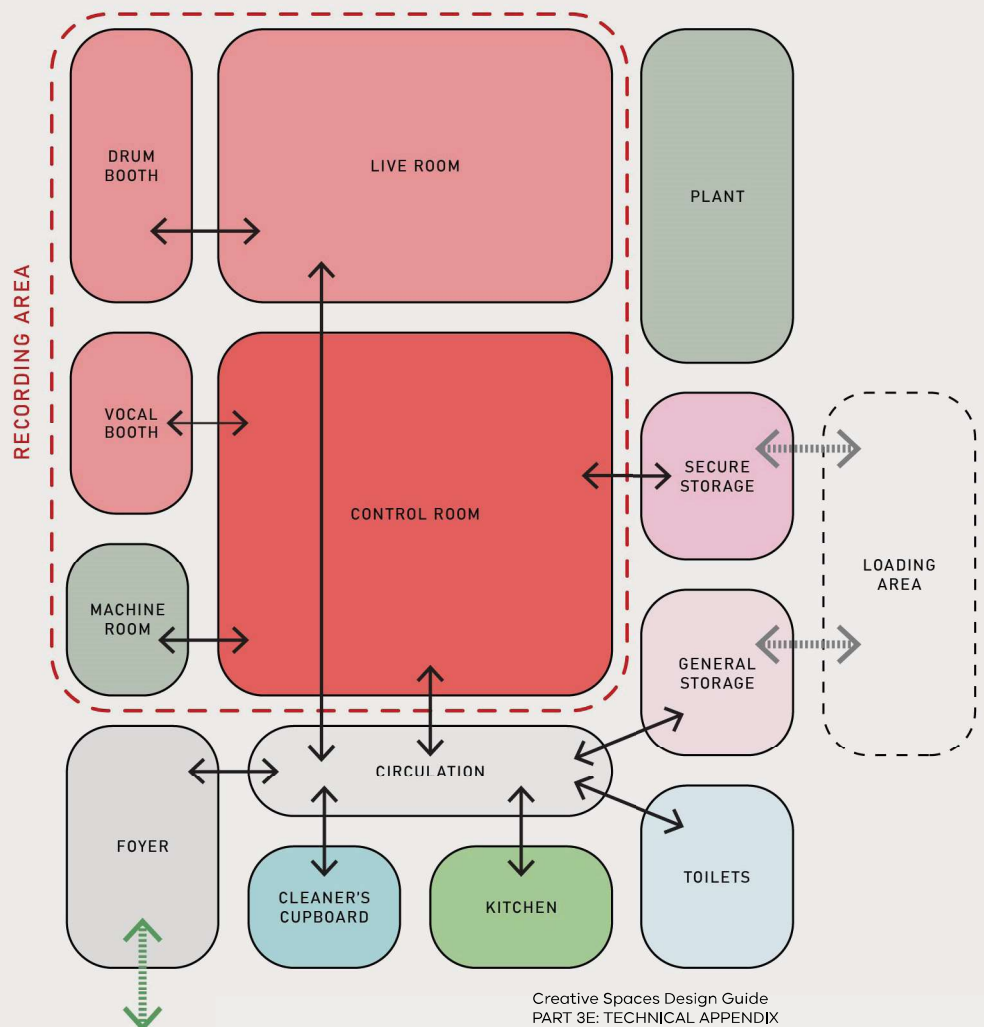 DRUM
BOOTH
LIVE ROOM
PLANT
RECORDING AREA
VOCAL
BOOTH
SECURE
STORAGE
CONTROL ROOM
LOADING
AREA
MACHINE
ROOM
GENERAL
STORAGE
CIRCULATION
FOYER
CLEANER'S
CUPBOARD
KITCHEN
TOILETS
Creative Spaces Design Guide
PART 3E: TECHNICAL APPENDIX